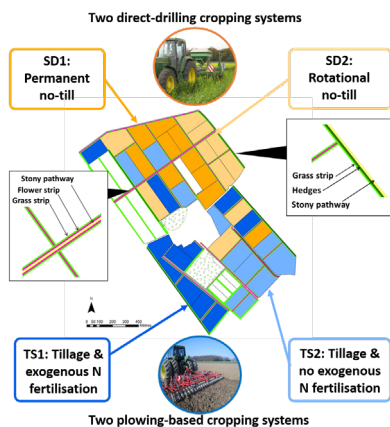 Two direct-drilling cropping systems
SD1:
Permanent
no-till
SD2:
Rotational
no-till
Stony pathway
Flower strip
Grass strip
Grass strip
Hedges
Stony pathway
N
0 50 100 200 300 400
TS1: Tillage &
exogenous N
fertilisation
TS2: Tillage &
no exogenous
N fertilisation
Two plowing-based cropping systems